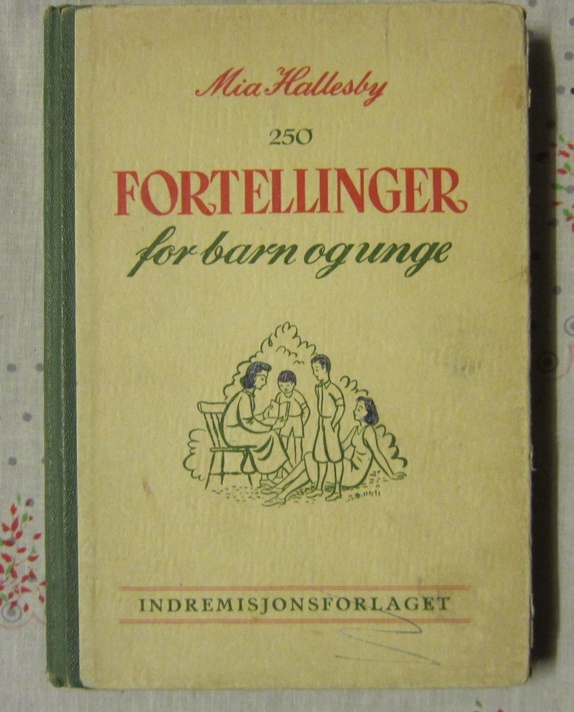 Mia Hallesby
250
FORTELLINGER
for barn og unge
INDREMISJONSFORLAGET